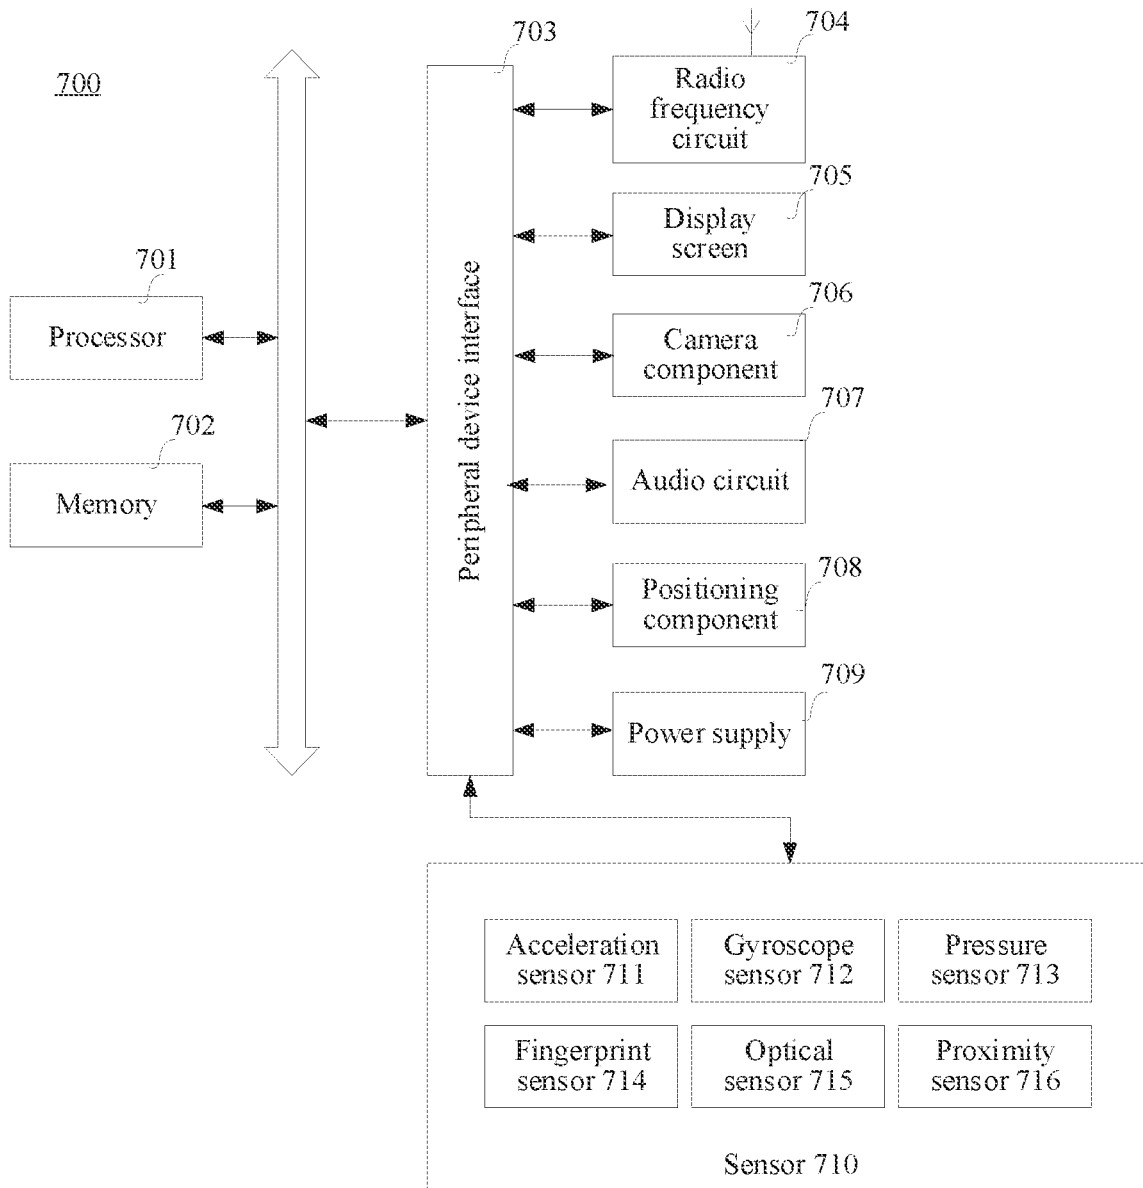 700
703
704
Radio
frequency
circuit
705
Display
screen
701
Processor
706
Camera
component
702
Memory
Peripheral device interface
707
Audio circuit
708
Positioning
component
709
Power supply
Acceleration
sensor 711
Gyroscope
sensor 712
Pressure
sensor 713
Fingerprint
sensor 714
Optical
sensor 715
Proximity
sensor 716
Sensor 710